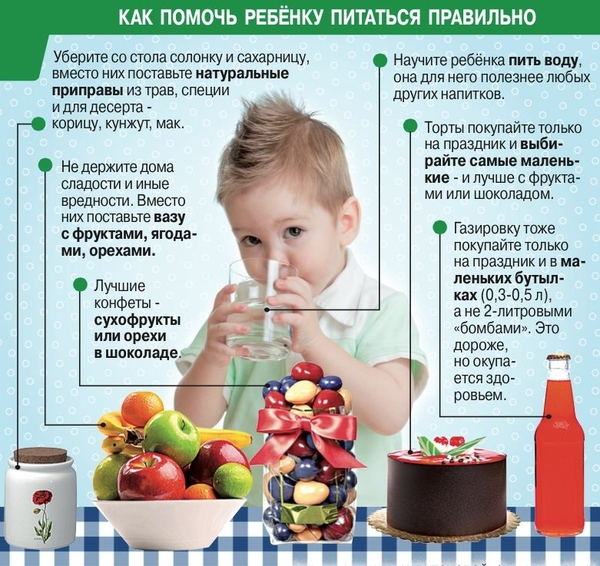 КАК ПОМОЧЬ РЕБЁНКУ ПИТАТЬСЯ ПРАВИЛЬНО
Уберите со стола солонку и сахарницу,
вместо них поставьте натуральные
приправы из трав, специи
и для десерта -
корицу, кунжут, мак.
Не держите дома
сладости и иные
вредности. Вместо
них поставьте вазу
с фруктами, ягода-
ми, орехами.
Лучшие
конфеты -
сухофрукты
или орехи
в шоколаде.
Научите ребёнка пить воду,
она для него полезнее любых
других напитков.
Торты покупайте только
на праздник и выби-
райте самые малень-
кие - и лучше с фрукта-
ми или шоколадом.
Газировку тоже
покупайте только
на праздник и в ма-
леньких бутыл-
ках (0,3-0,5 л),
а не 2-литровыми
«бомбами». Это
дороже,
но окупа-
ется здо-
ровьем.